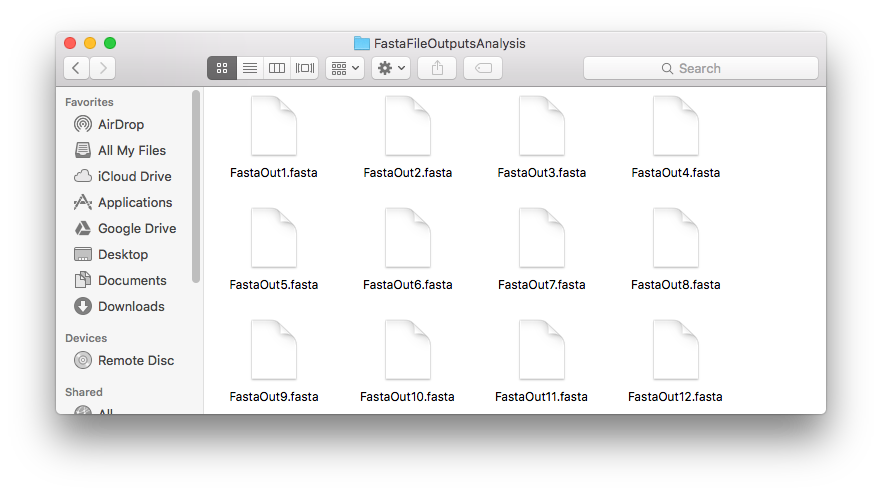 FastaFileOutputsAnalysis
Search
Favorites
AirDrop
All My Files
iCloud Drive
Applications
Google Drive
Desktop
Documents
Downloads
Devices
Remote Disc
Shared
All
FastaOut1.fasta FastaOut2.fasta FastaOut3.fasta FastaOut4.fasta
FastaOut5.fasta FastaOut6.fasta FastaOut7.fasta FastaOut8.fasta
FastaOut9.fasta FastaOut10.fasta FastaOut11.fasta FastaOut12.fasta